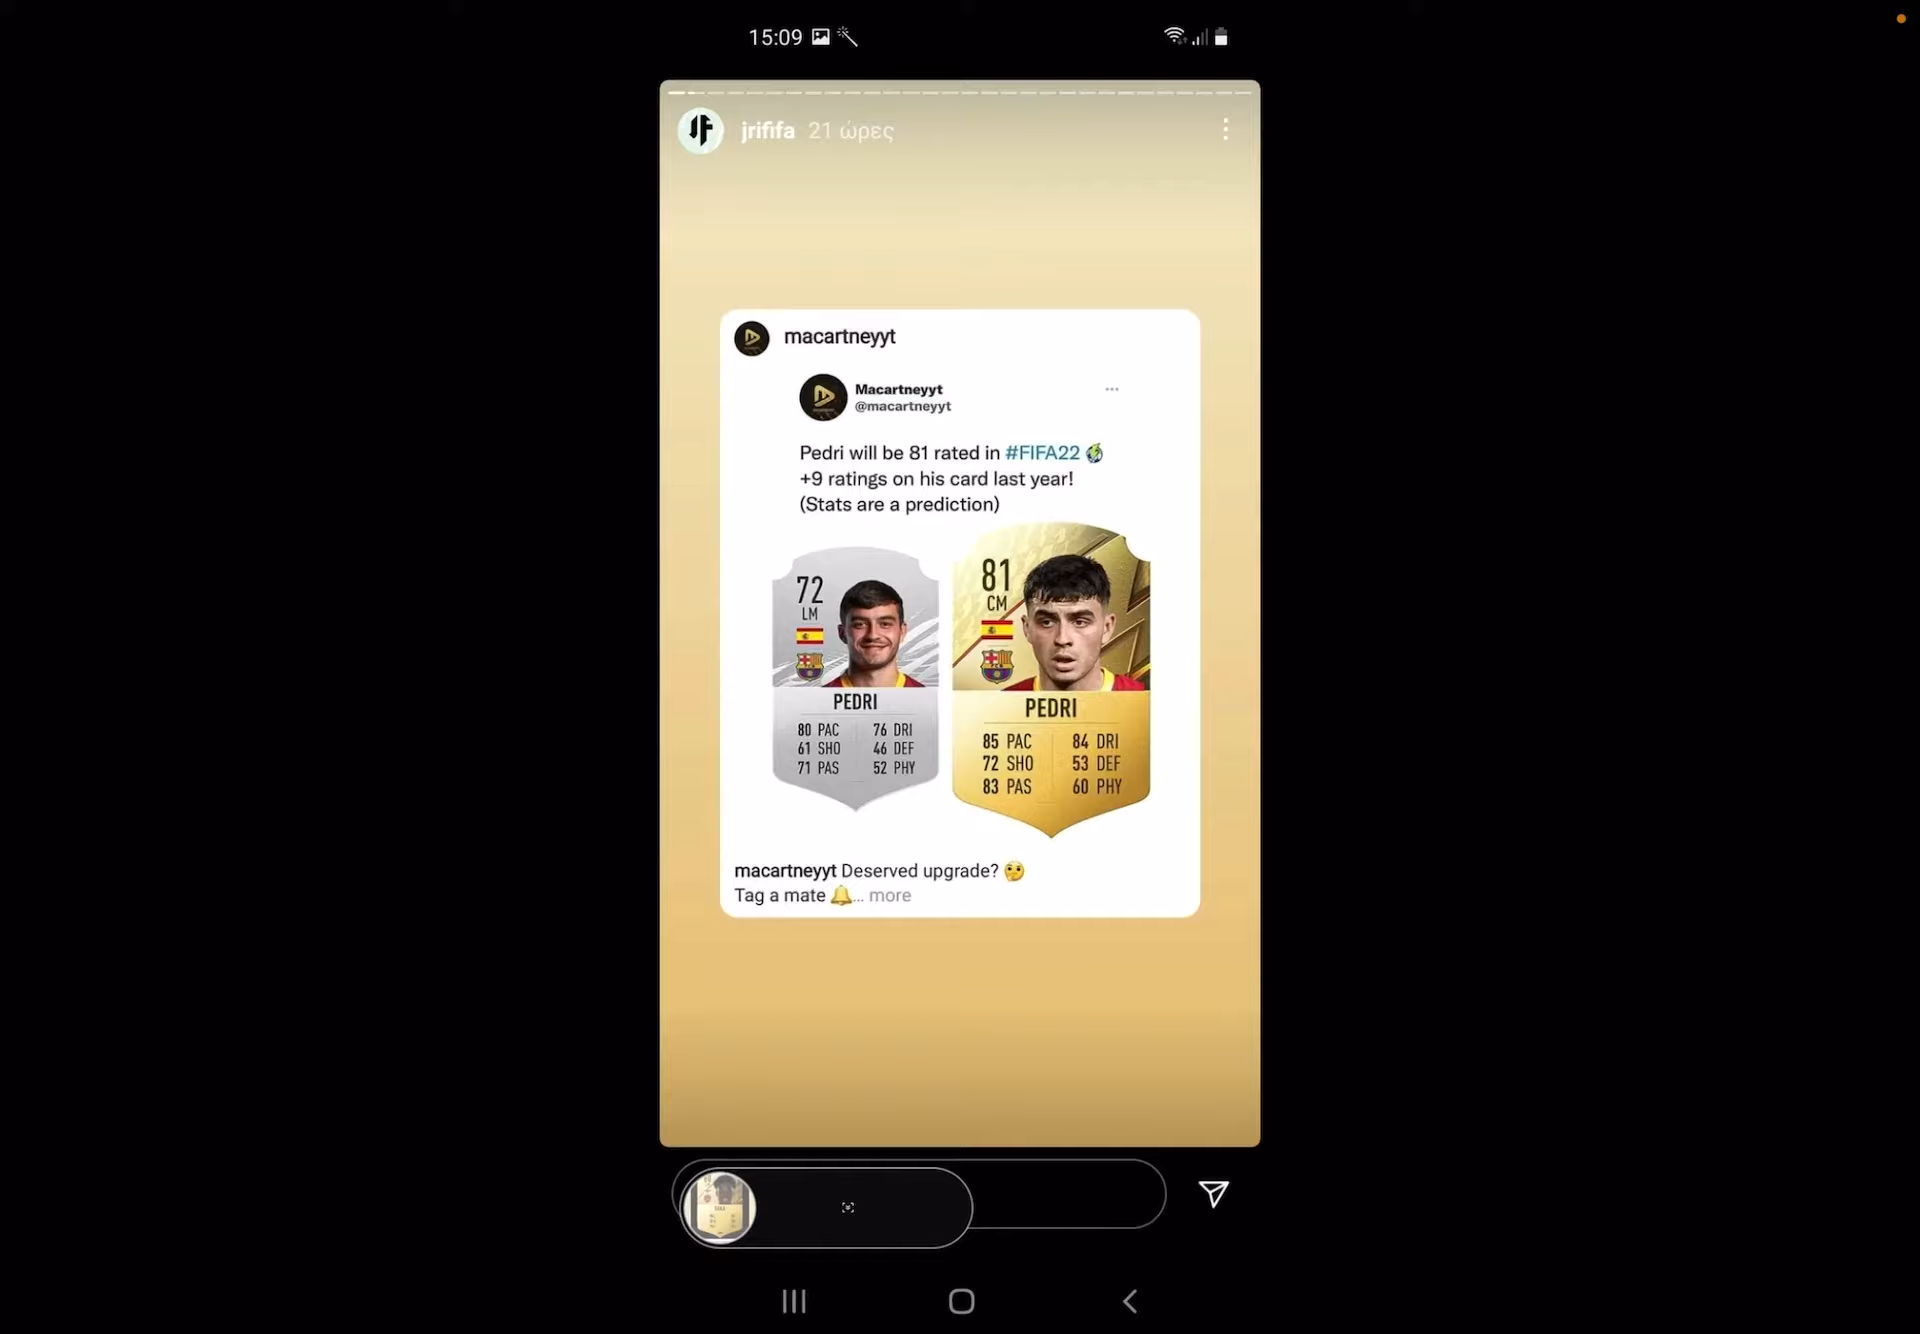 15:09
jrififa 21 ώρες
macartneyyt
Macartneyyt
@macartneyyt
Pedri will be 81 rated in #FIFA22
+9 ratings on his card last year!
(Stats are a prediction)
72
LM
PEDRI
80 PAC 76 DRI
61 SHO 46 DEF
71 PAS 52 PHY
81
CM
PEDRI
85 PAC 84 DRI
72 SHO 53 DEF
83 PAS 60 PHY
macartneyyt Deserved upgrade? 🤔
Tag a mate 🔔... more